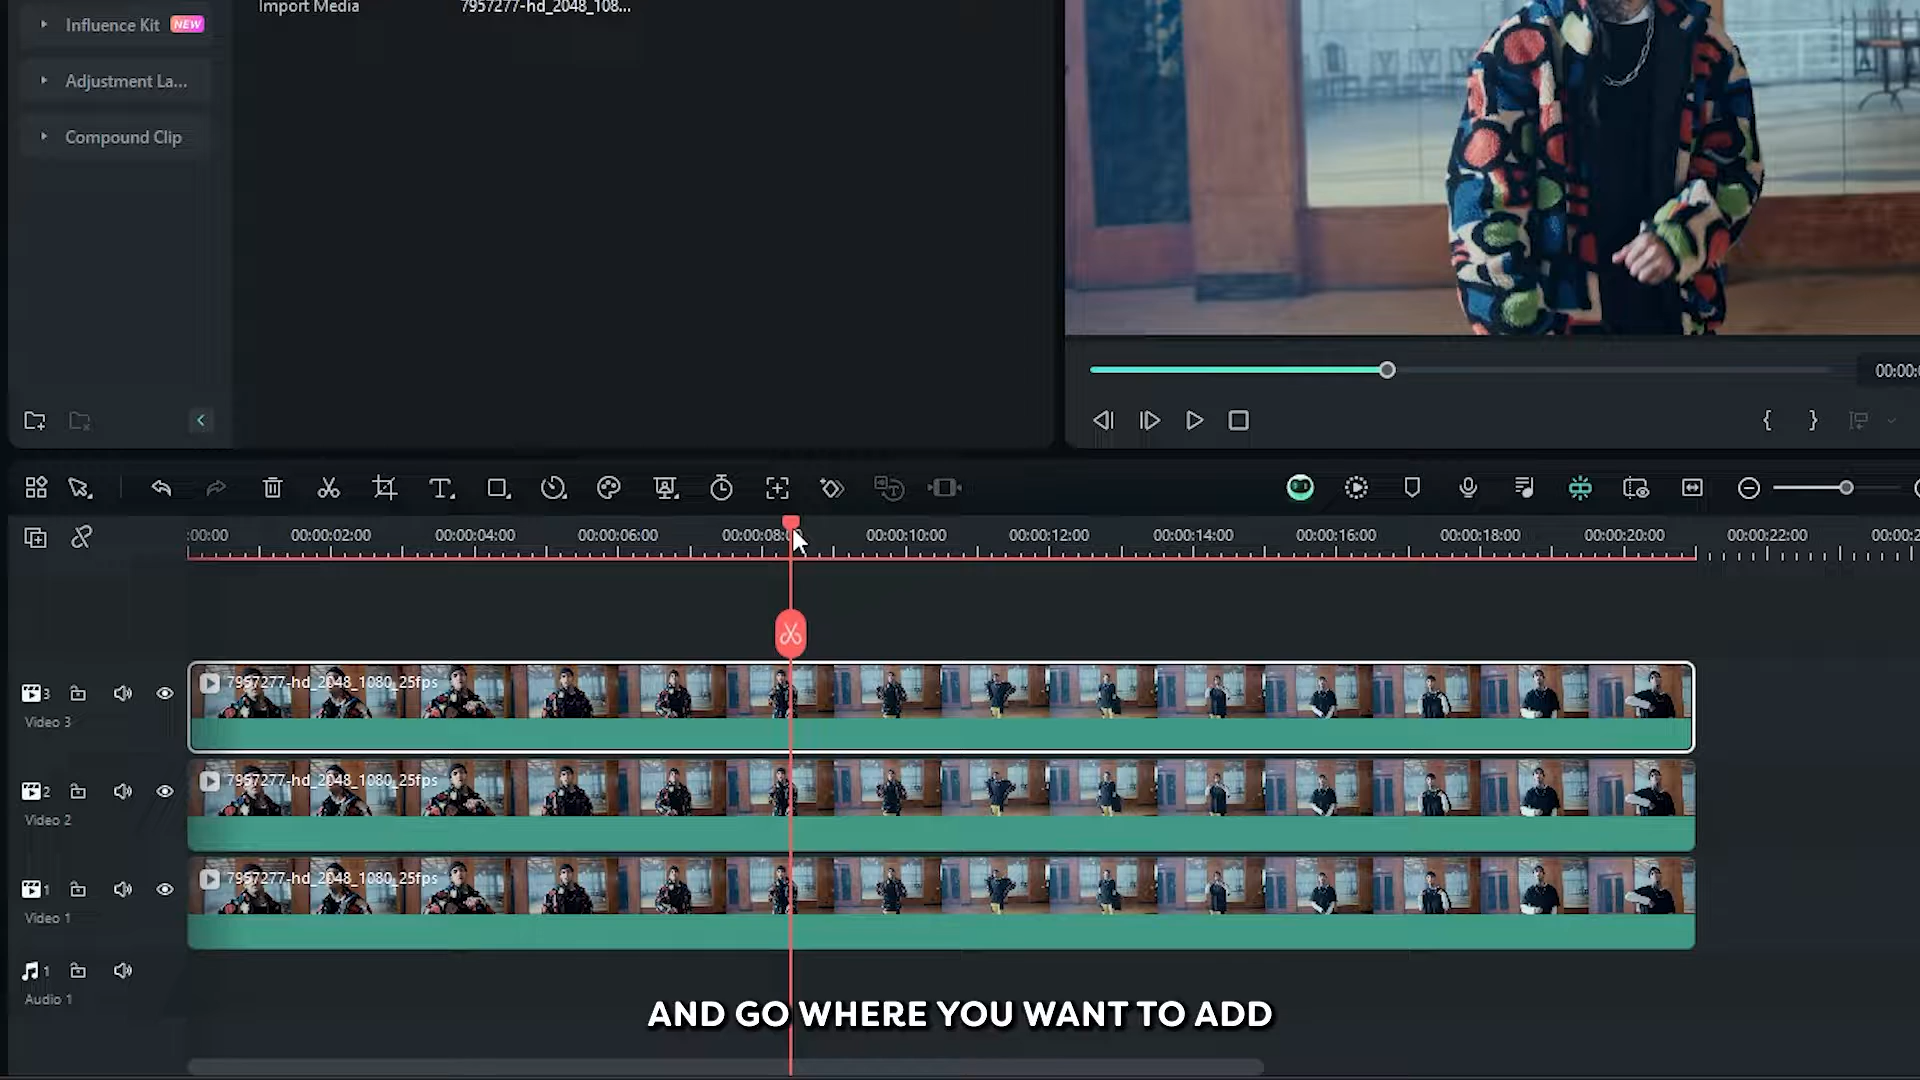 Influence Kit NEW
Adjustment La...
Compound Clip
Import Media
7957277-hd_2048_108...
00:00:
:00:00 00:00:02:00 00:00:04:00 00:00:06:00 00:00:08:0 00:00:10:00 00:00:12:00 00:00:14:00 00:00:16:00 00:00:18:00 00:00:20:00 00:00:22:00 00:00:2
3
Video 3
7957277-hd_2048_1080_25fps
2
Video 2
7957277-hd_2048_1080_25fps
1
Video 1
7957277-hd_2048_1080_25fps
1
Audio 1
AND GO WHERE YOU WANT TO ADD